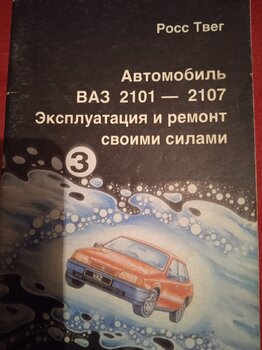 Росс Твег
Автомобиль
ВАЗ 2101 — 2107
Эксплуатация и ремонт
своими силами
3